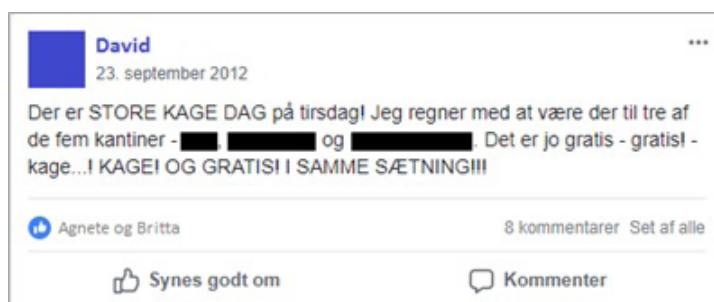 David
23. september 2012
Der er STORE KAGE DAG på tirsdag! Jeg regner med at være der til tre af
de fem kantiner - , og . Det er jo gratis - gratis! -
kage...! KAGE! OG GRATIS! I SAMME SÆTNING!!!
Agnete og Britta
8 kommentarer Set af alle
Synes godt om
Kommenter